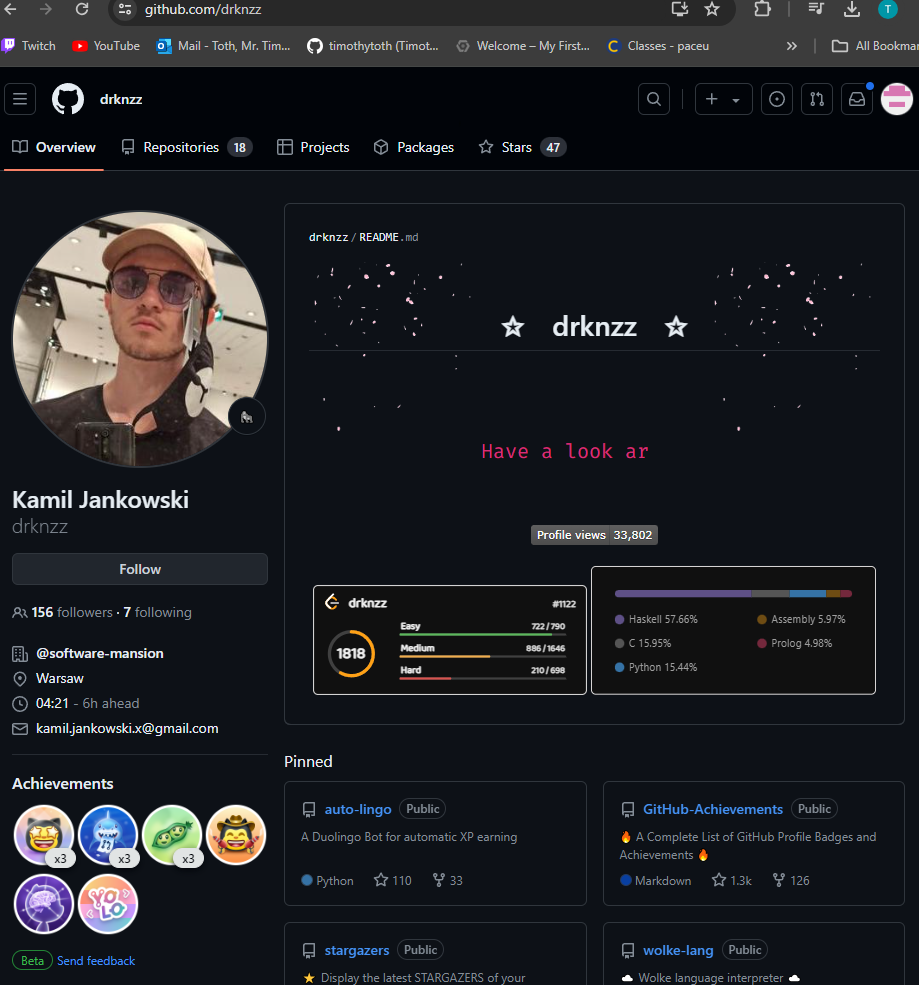 github.com/drknzz
T
Twitch
YouTube
Mail - Toth, Mr. Tim...
timothytoth (Timot...
Welcome – My First...
Classes - paceu
»
All Bookmar
drknzz
Overview
Repositories 18
Projects
Packages
Stars 47
drknzz/README.md
drknzz
Have a look ar
Profile views 33,802
drknzz #1122
1818
Easy 722 / 790
Medium 886 / 1646
Hard 210 / 698
Haskell 57.66%
Assembly 5.97%
C 15.95%
Prolog 4.98%
Python 15.44%
Kamil Jankowski
drknzz
Follow
156 followers · 7 following
@software-mansion
Warsaw
04:21 - 6h ahead
kamil.jankowski.x@gmail.com
Achievements
x3
x3
x3
YOLO
Beta Send feedback
Pinned
auto-lingo Public
A Duolingo Bot for automatic XP earning
Python 110 33
GitHub-Achievements Public
🔥 A Complete List of GitHub Profile Badges and
Achievements 🔥
Markdown 1.3k 126
stargazers Public
⭐ Display the latest STARGAZERS of your
wolke-lang Public
☁ Wolke language interpreter ☁